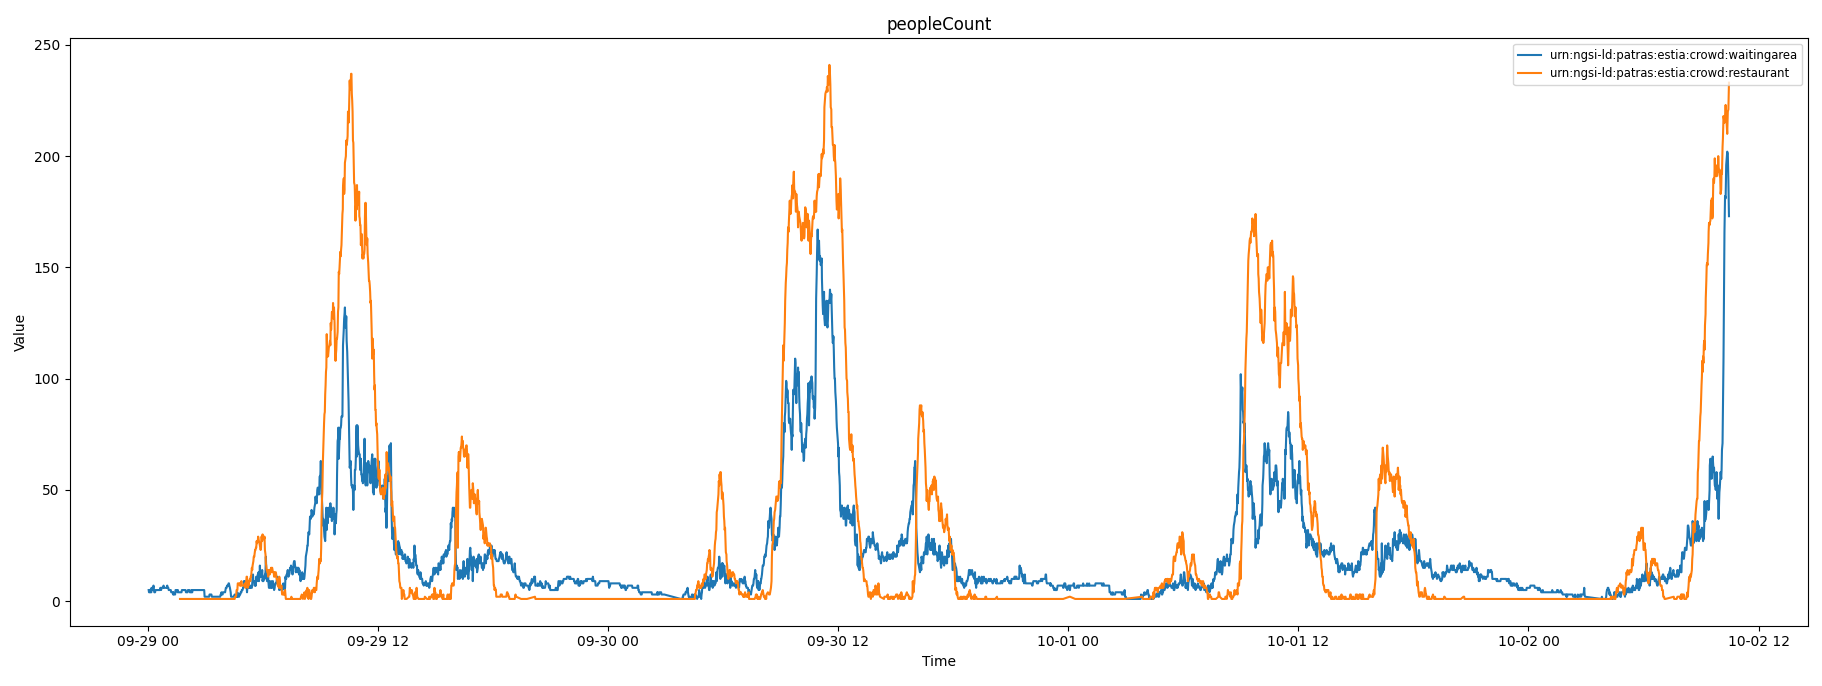 peopleCount
250
200
150
100
50
0
Value
urn:ngsi-ld:patras:estia:crowd:waitingarea
urn:ngsi-ld:patras:estia:crowd:restaurant
09-29 00
09-29 12
09-30 00
09-30 12
10-01 00
10-01 12
10-02 00
10-02 12
Time